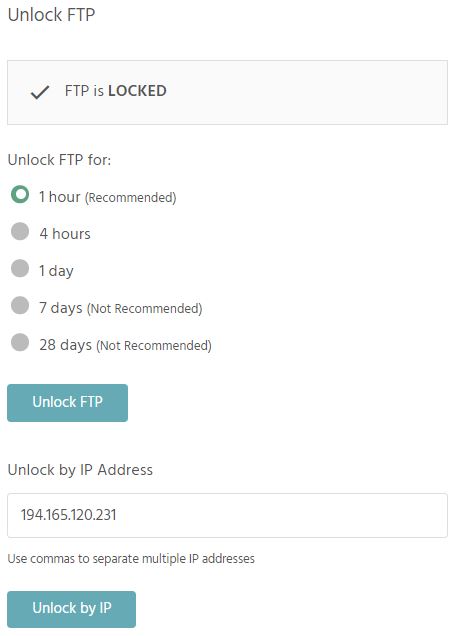 Unlock FTP
FTP is LOCKED
Unlock FTP for:
1 hour (Recommended)
4 hours
1 day
7 days (Not Recommended)
28 days (Not Recommended)
Unlock FTP
Unlock by IP Address
194.165.120.231
Use commas to separate multiple IP addresses
Unlock by IP